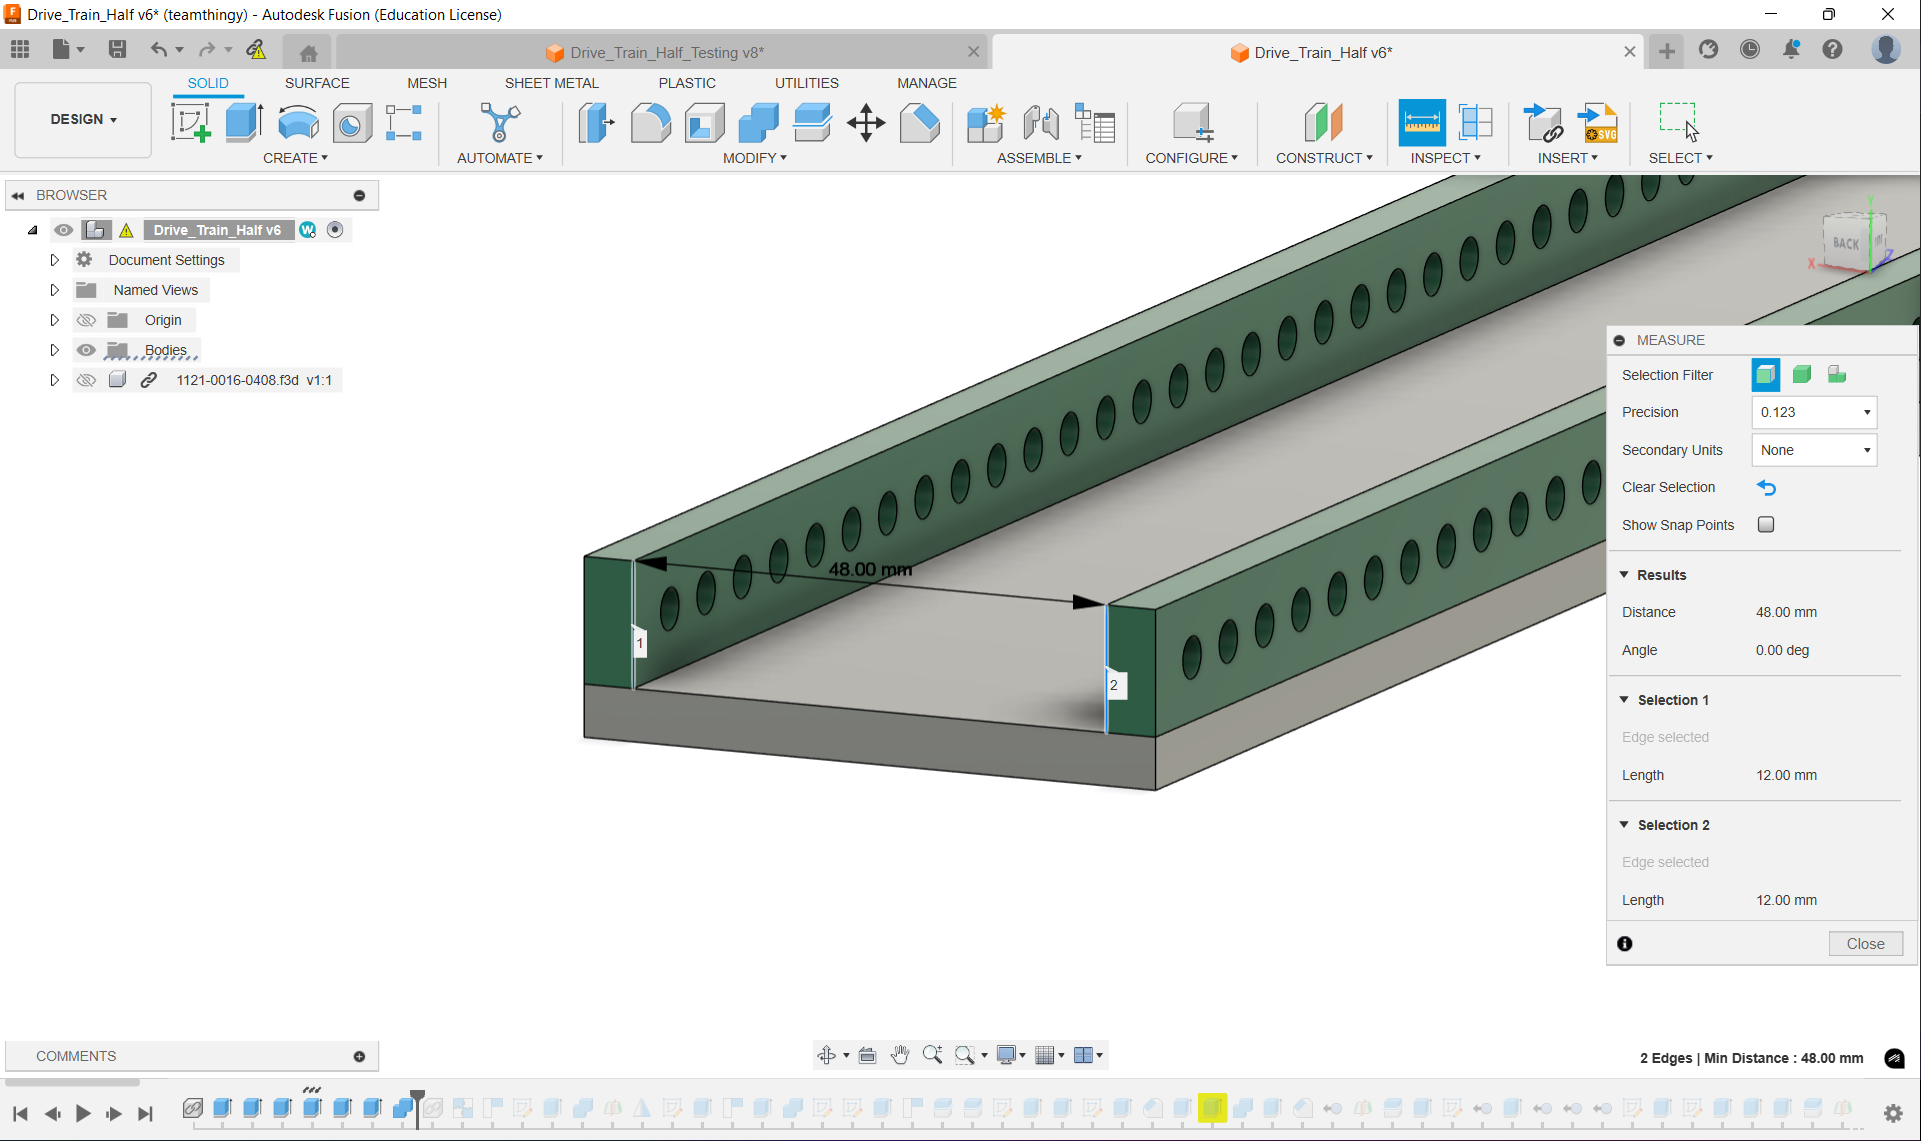 Drive_Train_Half v6* (teamthingy) - Autodesk Fusion (Education License)
Drive_Train_Half_Testing v8*
Drive_Train_Half v6*
DESIGN
SOLID
SURFACE
MESH
SHEET METAL
PLASTIC
UTILITIES
MANAGE
SVG
CREATE
AUTOMATE
MODIFY
ASSEMBLE
CONFIGURE
CONSTRUCT
INSPECT
INSERT
SELECT
BROWSER
Drive_Train_Half v6
W
Document Settings
Named Views
Origin
Bodies
1121-0016-0408.f3d v1:1
Y
BACK
X
Z
48.00 mm
1
2
MEASURE
Selection Filter
Precision
0.123
Secondary Units
None
Clear Selection
Show Snap Points
Results
Distance
48.00 mm
Angle
0.00 deg
Selection 1
Edge selected
Length
12.00 mm
Selection 2
Edge selected
Length
12.00 mm
Close
COMMENTS
2 Edges | Min Distance : 48.00 mm